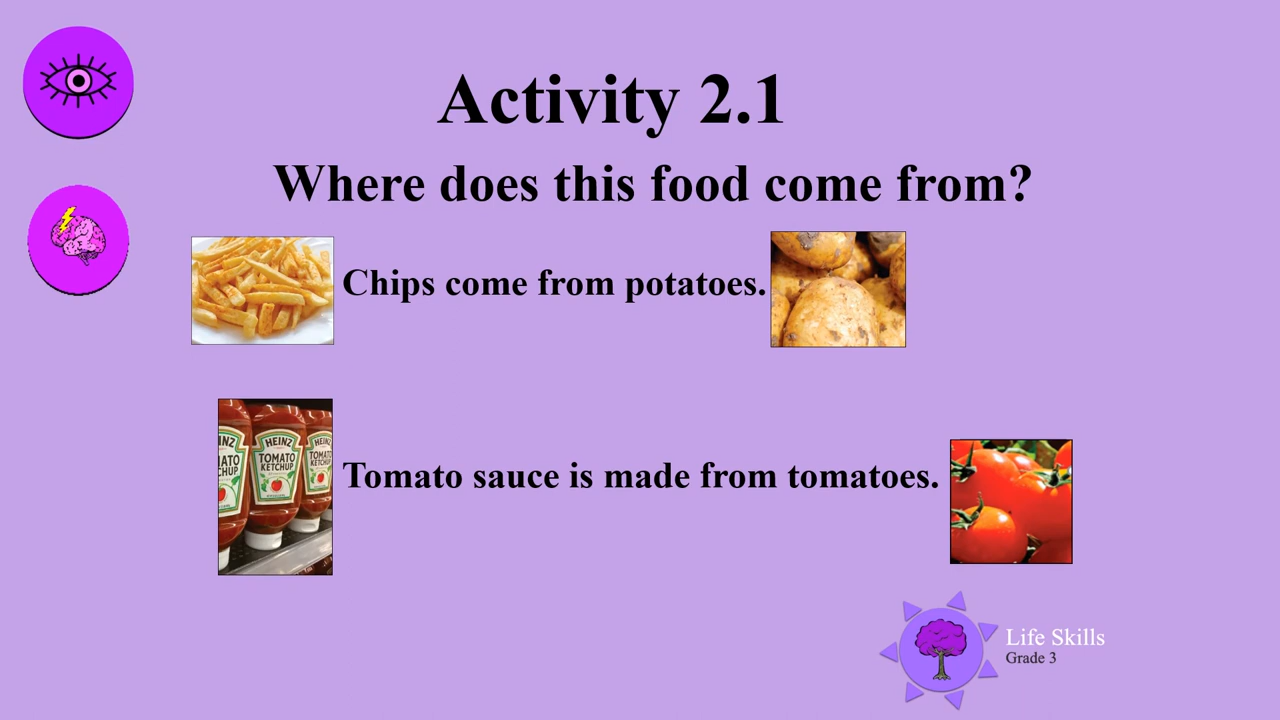 Activity 2.1
Where does this food come from?
Chips come from potatoes.
HEINZ
TOMATO
KETCHUP
Tomato sauce is made from tomatoes.
Life Skills
Grade 3